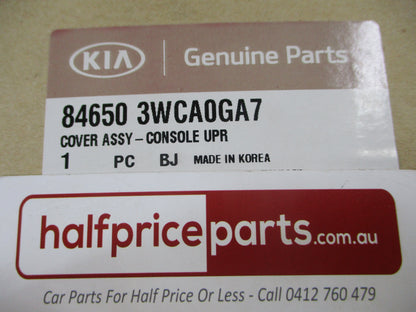 KIA Genuine Parts
84650 3WCA0GA7
COVER ASSY-CONSOLE UPR
1 PC BJ MADE IN KOREA
halfpriceparts.com.au
Car Parts For Half Price Or Less - Call 0412 760 479